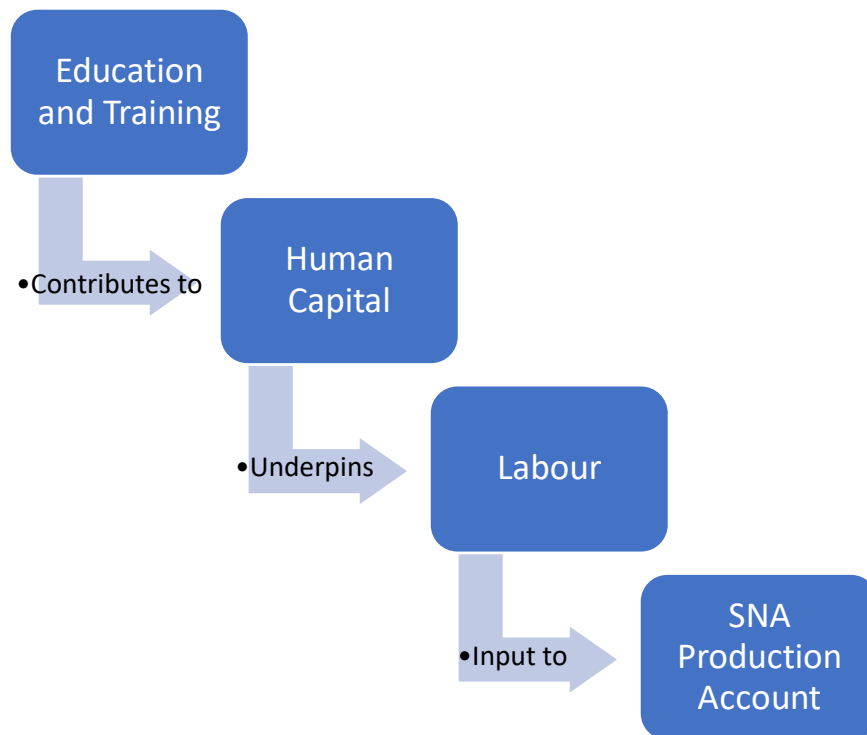 Education
and Training
•Contributes to
Human
Capital
•Underpins
Labour
•Input to
SNA
Production
Account